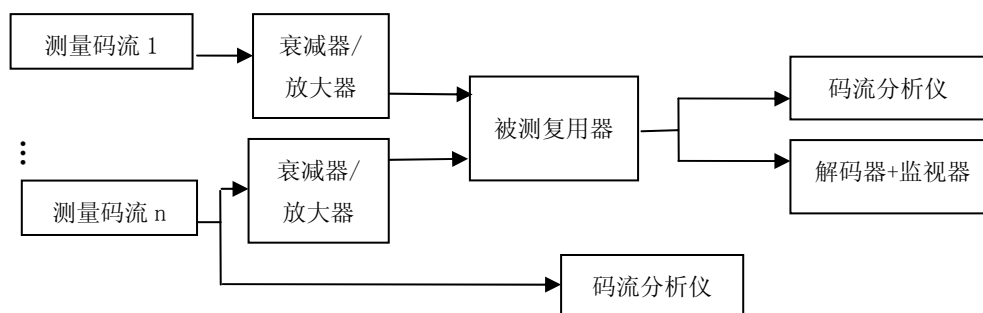 测量码流 1
衰减器/
放大器
被测复用器
码流分析仪
解码器+监视器
⋮
测量码流 n
衰减器/
放大器
码流分析仪